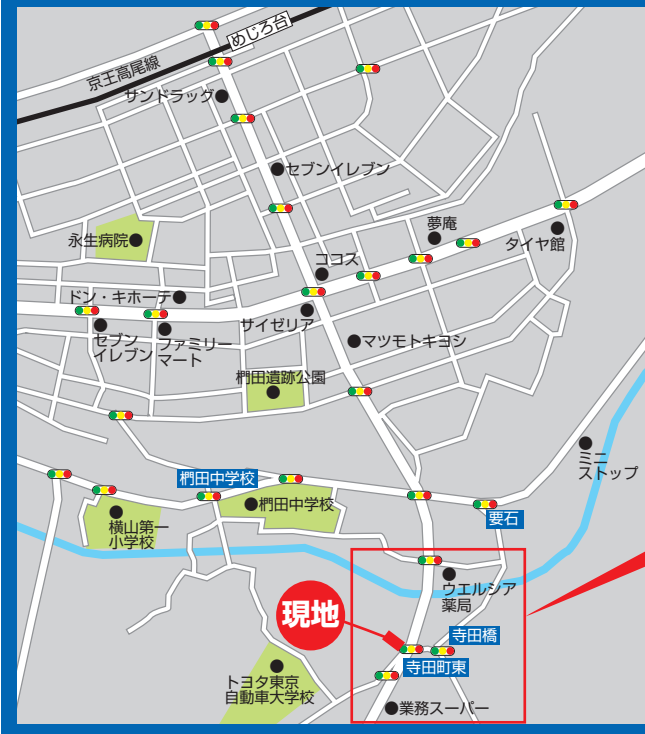 めじろ台
京王高尾線
サンドラッグ
セブンイレブン
夢庵
タイヤ館
永生病院
ココス
ドン・キホーテ
サイゼリア
セブン
イレブン
ファミリー
マート
マツモトキヨシ
椚田遺跡公園
ミニ
ストップ
椚田中学校
椚田中学校
要石
横山第一
小学校
ウエルシア
薬局
現地
寺田橋
寺田町東
トヨタ東京
自動車大学校
業務スーパー